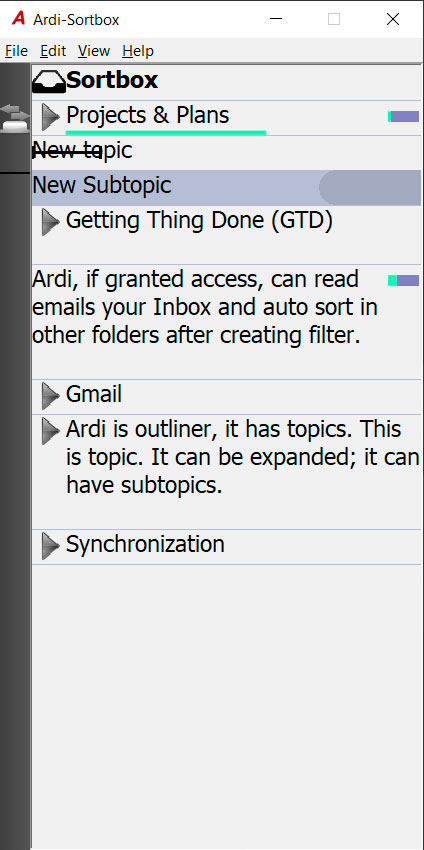 Ardi-Sortbox
File Edit View Help
Sortbox
Projects & Plans
New topic
New Subtopic
Getting Thing Done (GTD)
Ardi, if granted access, can read
emails your Inbox and auto sort in
other folders after creating filter.
Gmail
Ardi is outliner, it has topics. This
is topic. It can be expanded; it can
have subtopics.
Synchronization